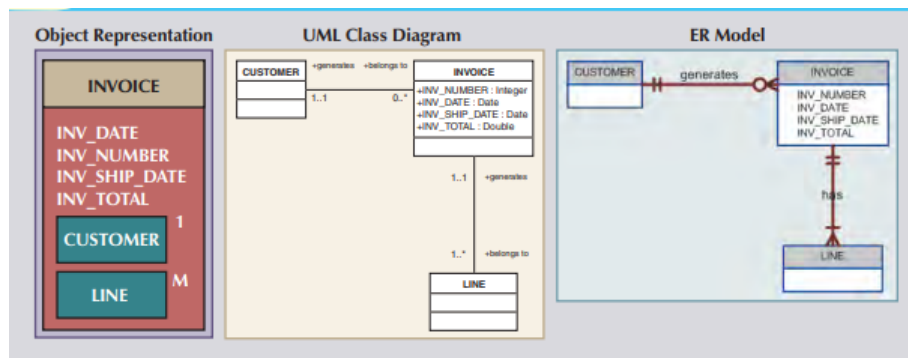 Object Representation
UML Class Diagram
ER Model
INVOICE
INV_DATE
INV_NUMBER
INV_SHIP_DATE
INV_TOTAL
1
CUSTOMER
M
LINE
CUSTOMER
+generates
+belongs to
1..1
0..*
INVOICE
+INV_NUMBER : Integer
+INV_DATE : Date
+INV_SHIP_DATE : Date
+INV_TOTAL : Double
1..1
+generates
1..*
+belongs to
LINE
CUSTOMER
generates
INVOICE
INV_NUMBER
INV_DATE
INV_SHIP_DATE
INV_TOTAL
has
LINE